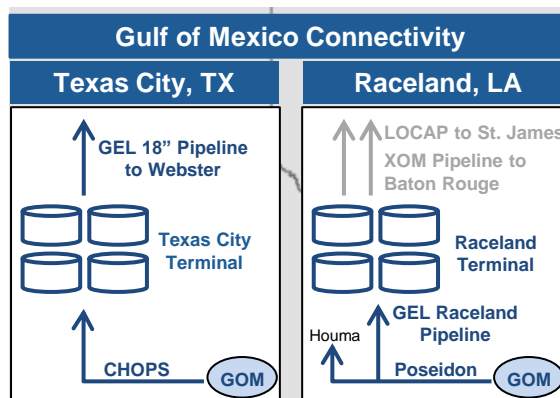 Gulf of Mexico Connectivity
Texas City, TX
GEL 18” Pipeline
to Webster
Texas City
Terminal
CHOPS
GOM
Raceland, LA
LOCAP to St. James
XOM Pipeline to
Baton Rouge
Raceland
Terminal
GEL Raceland
Pipeline
Houma
Poseidon
GOM